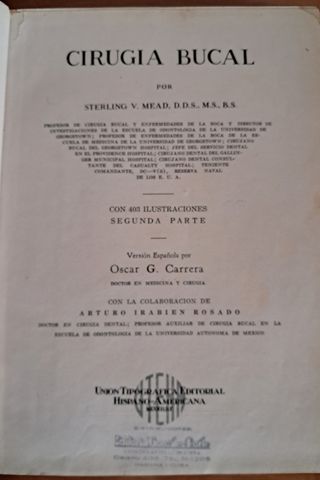 CIRUGIA BUCAL
POR
STERLING V. MEAD, D.D.S., M.S., B.S.
PROFESOR DE CIRUGIA BUCAL Y ENFERMEDADES DE LA BOCA Y DIRECTOR DE
INVESTIGACIONES DE LA ESCUELA DE ODONTOLOGIA DE LA UNIVERSIDAD DE
GEORGETOWN; PROFESOR DE ENFERMEDADES DE LA BOCA DE LA ES-
CUELA DE MEDICINA DE LA UNIVERSIDAD DE GEORGETOWN; CIRUJANO
BUCAL DEL GEORGETOWN HOSPITAL; JEFE DEL SERVICIO DENTAL
EN EL PROVIDENCE HOSPITAL; CIRUJANO DENTAL DEL GALLIN-
DER MUNICIPAL HOSPITAL; CIRUJANO DENTAL CONSUL-
TANTE DEL CASUALTY HOSPITAL; TENIENTE
COMANDANTE, DC—V(S), RESERVA NAVAL
DE LOS E. U. A.
CON 403 ILUSTRACIONES
SEGUNDA PARTE
Versión Española por
Oscar G. Carrera
DOCTOR EN MEDICINA Y CIRUGIA
CON LA COLABORACION DE
ARTURO IRABIEN ROSADO
DOCTOR EN CIRUGIA DENTAL; PROFESOR AUXILIAR DE CIRUGIA BUCAL EN LA
ESCUELA DE ODONTOLOGIA DE LA UNIVERSIDAD AUTONOMA DE MEXICO
UTEHA
UNION TIPOGRAFICA EDITORIAL
HISPANO-AMERICANA
MEXICO